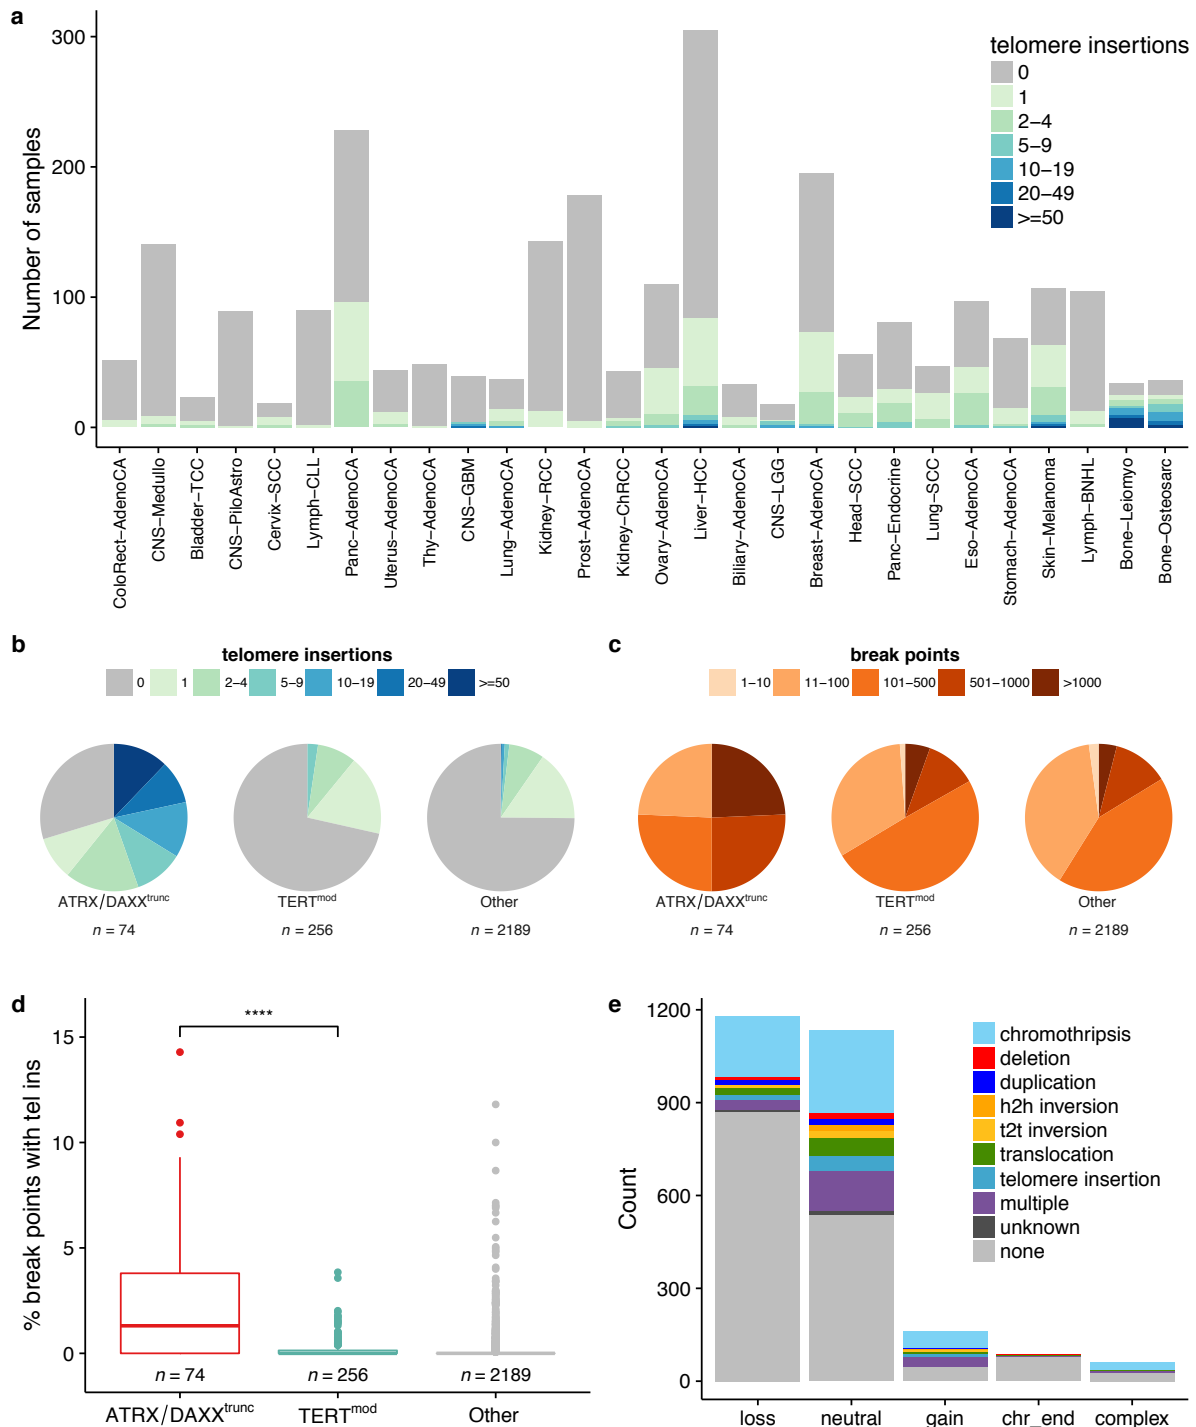 a
Number of samples
300
200
100
0
telomere insertions
0
1
2–4
5–9
10–19
20–49
>=50
ColoRect–AdenoCA
CNS–Medullo
Bladder–TCC
CNS–PiloAstro
Cervix–SCC
Lymph–CLL
Panc–AdenoCA
Uterus–AdenoCA
Thy–AdenoCA
CNS–GBM
Lung–AdenoCA
Kidney–RCC
Prost–AdenoCA
Kidney–ChRCC
Ovary–AdenoCA
Liver–HCC
Biliary–AdenoCA
CNS–LGG
Breast–AdenoCA
Head–SCC
Panc–Endocrine
Lung–SCC
Eso–AdenoCA
Stomach–AdenoCA
Skin–Melanoma
Lymph–BNHL
Bone–Leiomyo
Bone–Osteosarc
b
telomere insertions
0 1 2–4 5–9 10–19 20–49 >=50
ATRX/DAXXtrunc TERTmod Other
n = 74 n = 256 n = 2189
c
break points
1–10 11–100 101–500 501–1000 >1000
ATRX/DAXXtrunc TERTmod Other
n = 74 n = 256 n = 2189
d
% break points with tel ins
15
10
5
0
****
n = 74 n = 256 n = 2189
ATRX/DAXXtrunc TERTmod Other
e
Count
1200
900
600
300
0
chromothripsis
deletion
duplication
h2h inversion
t2t inversion
translocation
telomere insertion
multiple
unknown
none
loss neutral gain chr_end complex